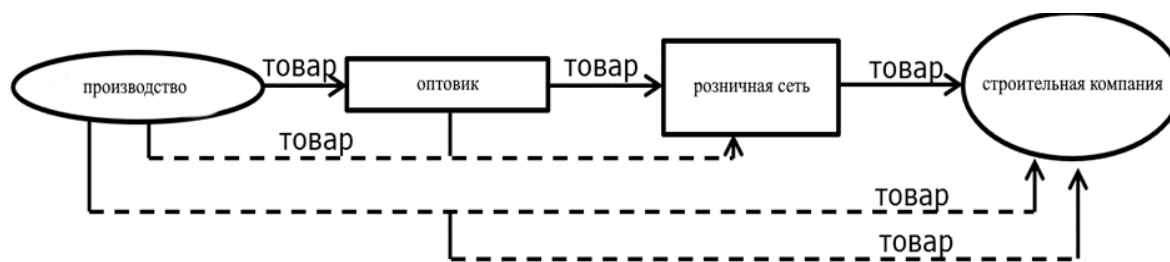 производство
товар
оптовик
товар
розничная сеть
товар
строительная компания
товар
товар
товар